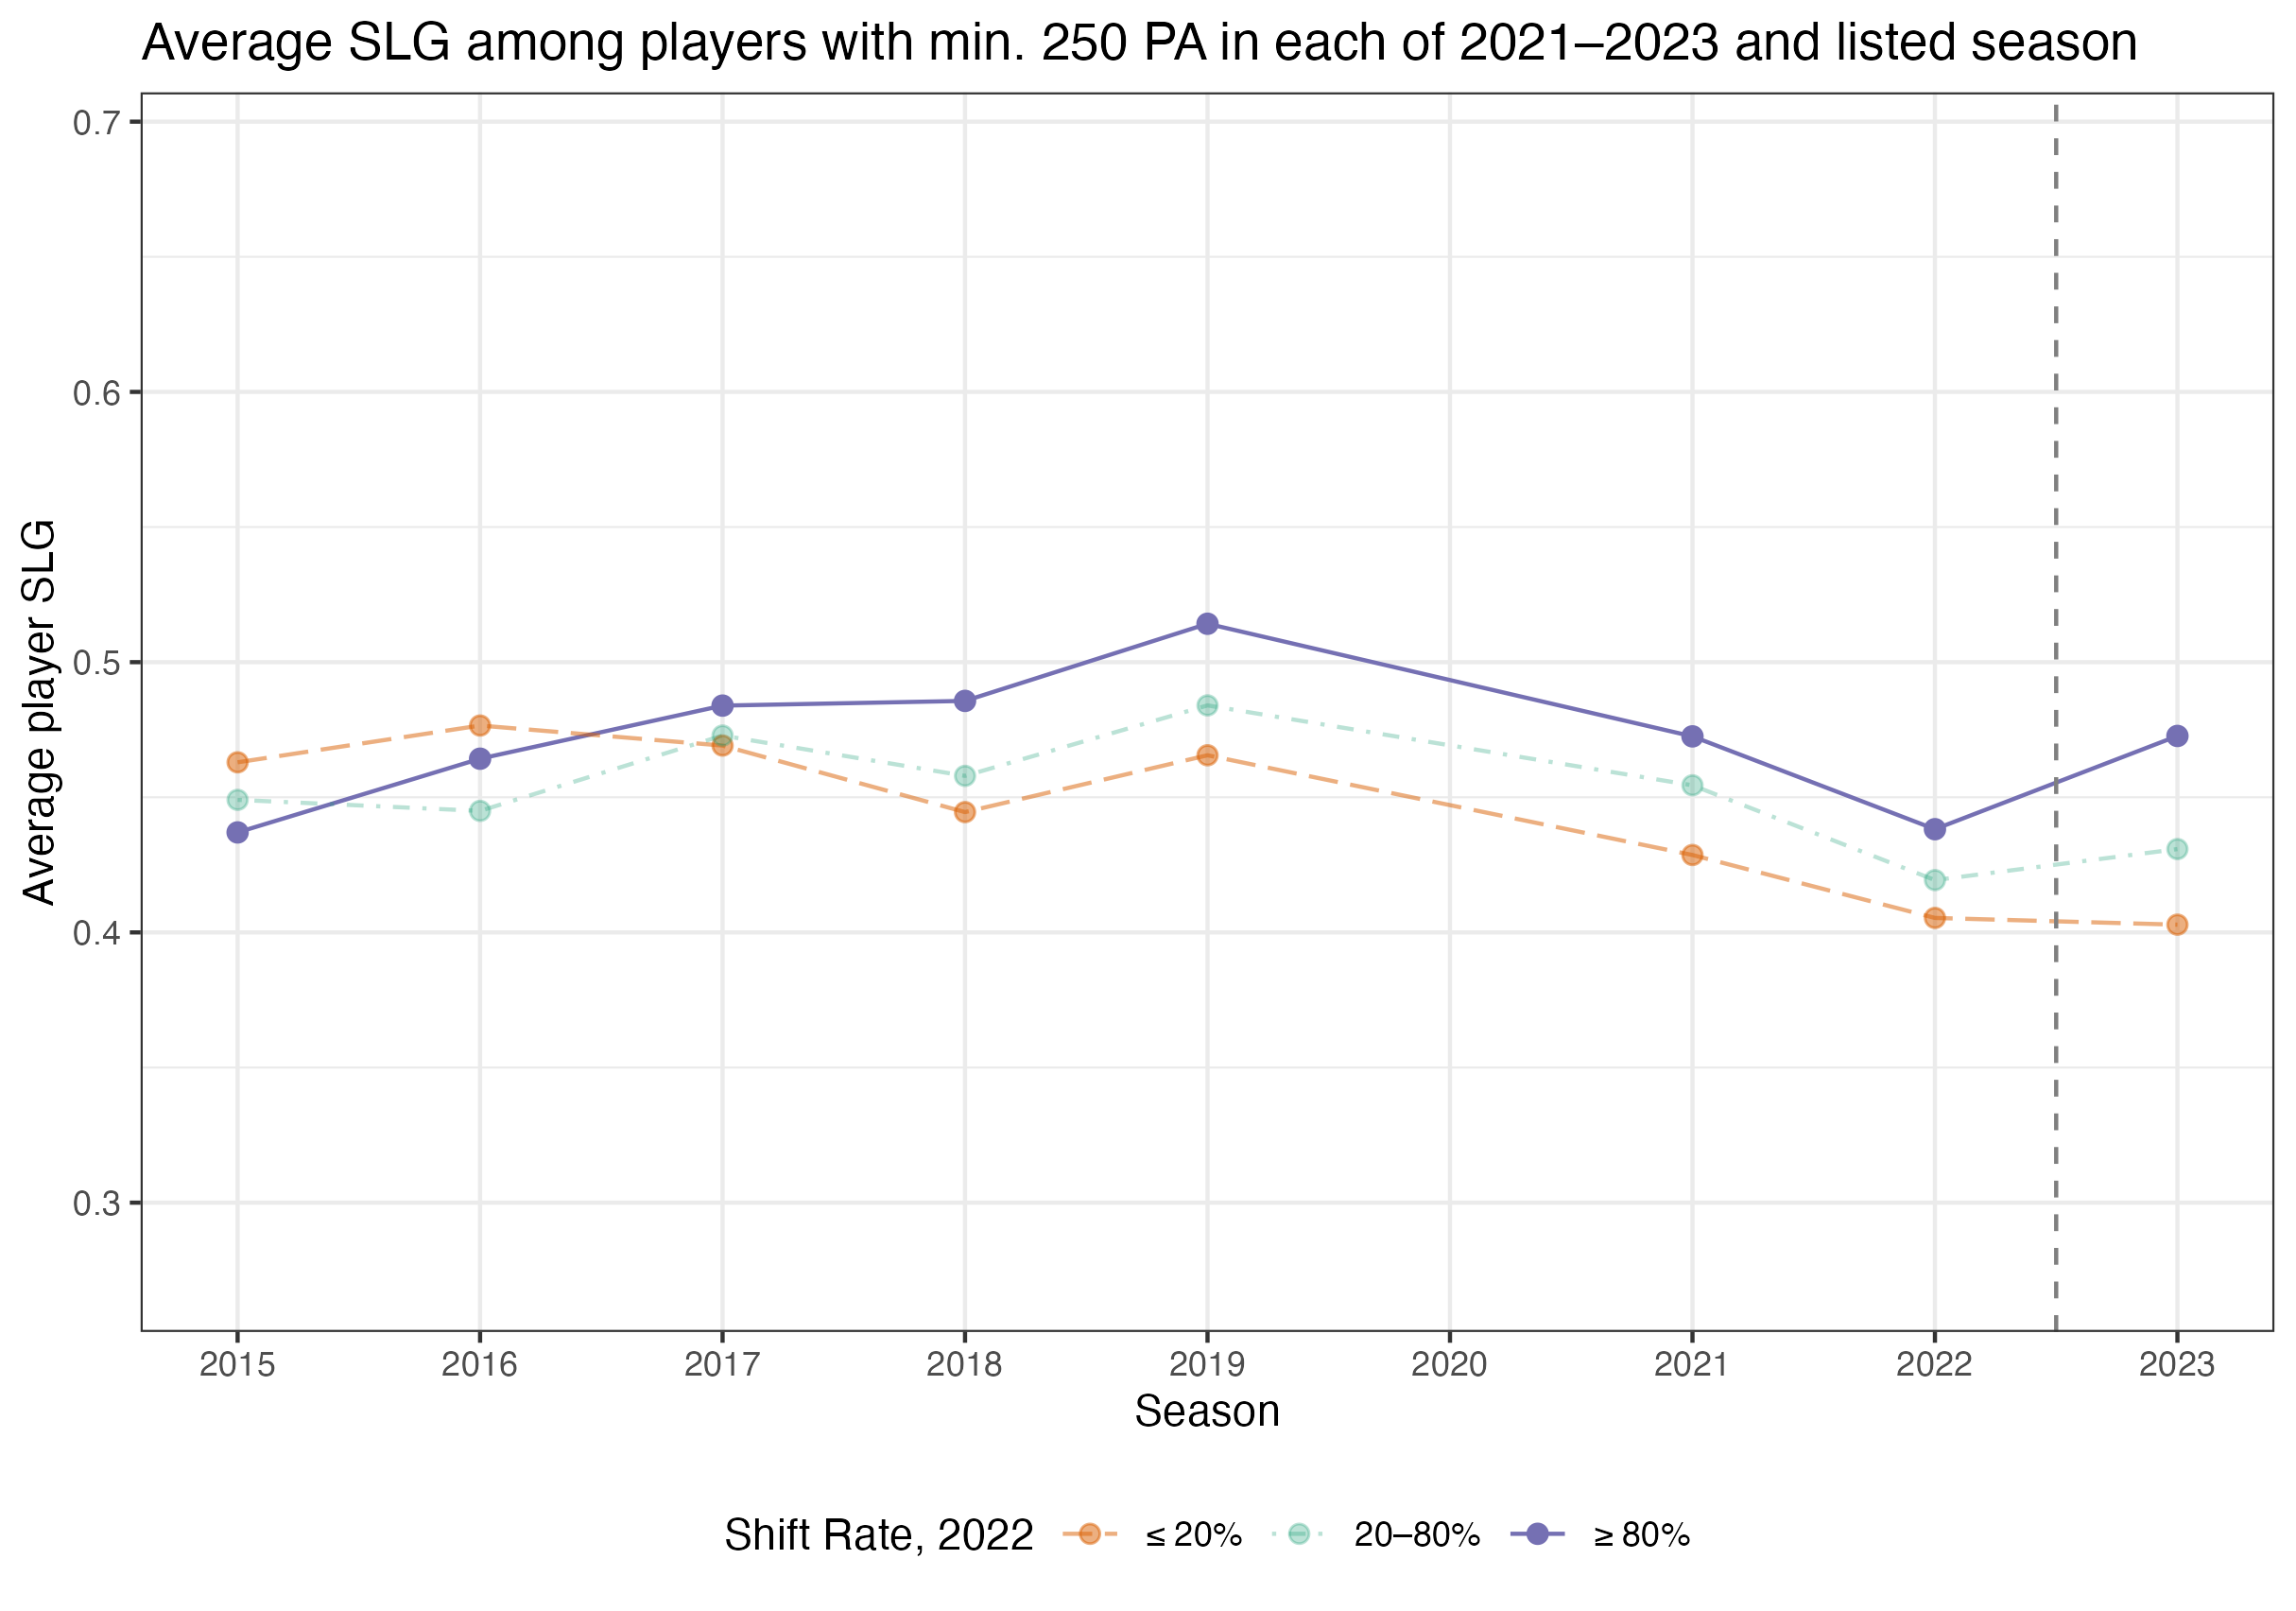 Average SLG among players with min. 250 PA in each of 2021–2023 and listed season
Average player SLG
0.7
0.6
0.5
0.4
0.3
2015 2016 2017 2018 2019 2020 2021 2022 2023
Season
Shift Rate, 2022 ≤ 20% 20–80% ≥ 80%